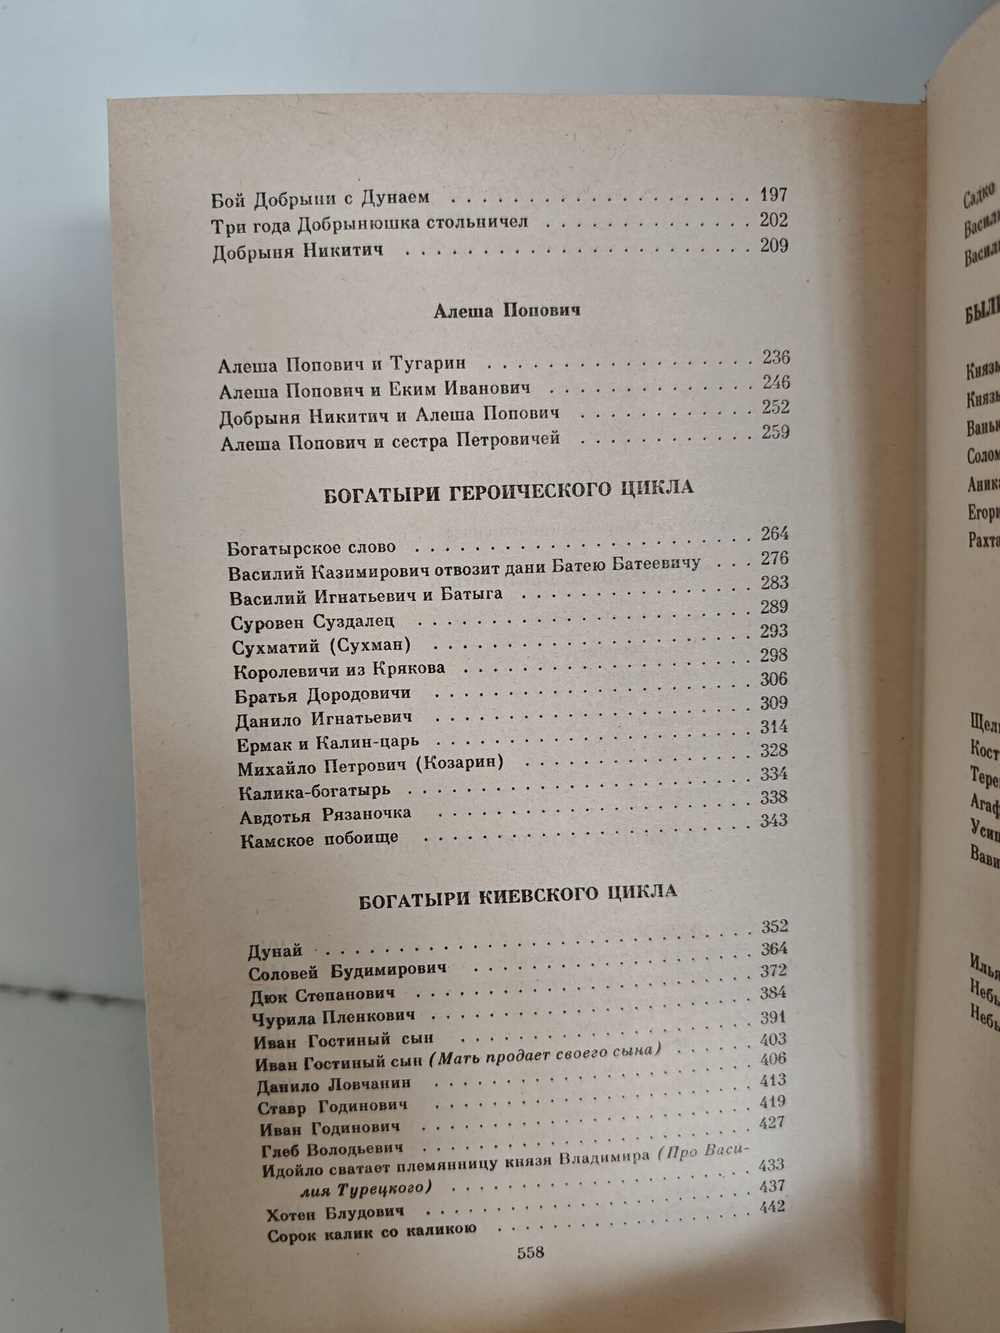 Бой Добрыни с Дунаем . . . . . . . . . . . . . . . . . . . . 197
Три года Добрынюшка стольничел . . . . . . . . . . . . . . 202
Добрыня Никитич . . . . . . . . . . . . . . . . . . . . . . . 209
Алеша Попович
Алеша Попович и Тугарин . . . . . . . . . . . . . . . . . . 236
Алеша Попович и Еким Иванович . . . . . . . . . . . . . . 246
Добрыня Никитич и Алеша Попович . . . . . . . . . . . . 252
Алеша Попович и сестра Петровичей . . . . . . . . . . . . 259
БОГАТЫРИ ГЕРОИЧЕСКОГО ЦИКЛА
Богатырское слово . . . . . . . . . . . . . . . . . . . . . . . 264
Василий Казимирович отвозит дани Батею Батеевичу . . . 276
Василий Игнатьевич и Батыга . . . . . . . . . . . . . . . . 283
Суровен Суздалец . . . . . . . . . . . . . . . . . . . . . . . 289
Сухматий (Сухман) . . . . . . . . . . . . . . . . . . . . . . 293
Королевичи из Крякова . . . . . . . . . . . . . . . . . . . . 298
Братья Дородовичи . . . . . . . . . . . . . . . . . . . . . . 306
Данило Игнатьевич . . . . . . . . . . . . . . . . . . . . . . 309
Ермак и Калин-царь . . . . . . . . . . . . . . . . . . . . . . 314
Михайло Петрович (Козарин) . . . . . . . . . . . . . . . . 328
Калика-богатырь . . . . . . . . . . . . . . . . . . . . . . . . 334
Авдотья Рязаночка . . . . . . . . . . . . . . . . . . . . . . 338
Камское побоище . . . . . . . . . . . . . . . . . . . . . . . 343
БОГАТЫРИ КИЕВСКОГО ЦИКЛА
Дунай . . . . . . . . . . . . . . . . . . . . . . . . . . . . . 352
Соловей Будимирович . . . . . . . . . . . . . . . . . . . . 364
Дюк Степанович . . . . . . . . . . . . . . . . . . . . . . . 372
Чурила Пленкович . . . . . . . . . . . . . . . . . . . . . . 384
Иван Гостиный сын . . . . . . . . . . . . . . . . . . . . . 391
Иван Гостиный сын (Мать продает своего сына) . . . . . 403
Данило Ловчанин . . . . . . . . . . . . . . . . . . . . . . 406
Ставр Годинович . . . . . . . . . . . . . . . . . . . . . . 413
Иван Годинович . . . . . . . . . . . . . . . . . . . . . . . 419
Глеб Володьевич . . . . . . . . . . . . . . . . . . . . . . 427
Идойло сватает племянницу князя Владимира (Про Васи-
лия Турецкого) . . . . . . . . . . . . . . . . . . . . . 433
Хотен Блудович . . . . . . . . . . . . . . . . . . . . . . . 437
Сорок калик со каликою . . . . . . . . . . . . . . . . . . 442
558
Садко